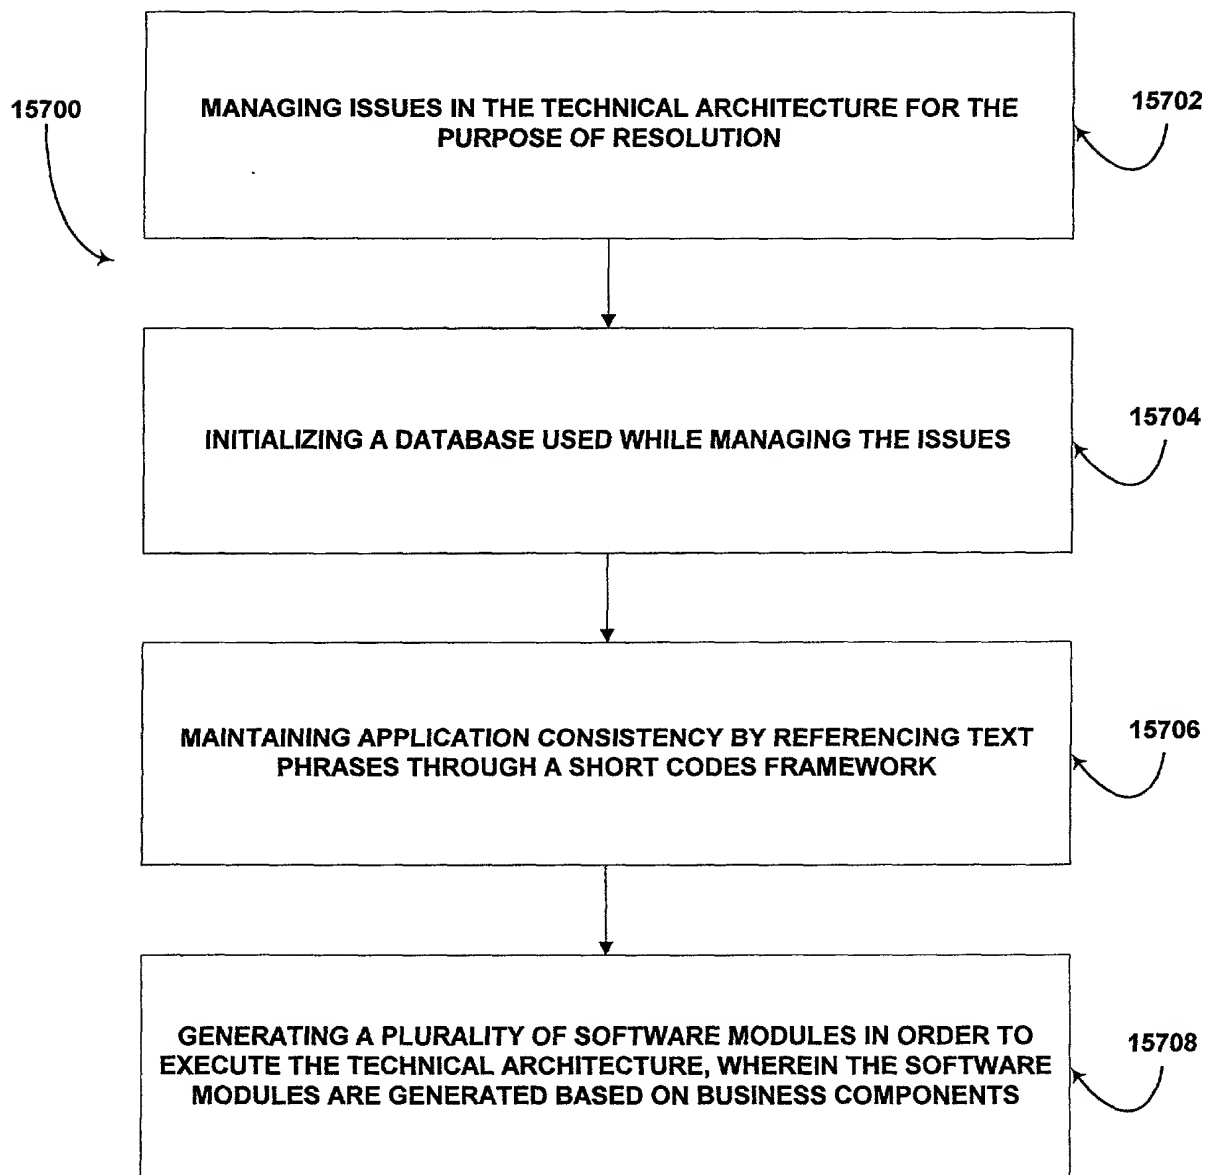 15700
MANAGING ISSUES IN THE TECHNICAL ARCHITECTURE FOR THE
PURPOSE OF RESOLUTION
15702
INITIALIZING A DATABASE USED WHILE MANAGING THE ISSUES
15704
MAINTAINING APPLICATION CONSISTENCY BY REFERENCING TEXT
PHRASES THROUGH A SHORT CODES FRAMEWORK
15706
GENERATING A PLURALITY OF SOFTWARE MODULES IN ORDER TO
EXECUTE THE TECHNICAL ARCHITECTURE, WHEREIN THE SOFTWARE
MODULES ARE GENERATED BASED ON BUSINESS COMPONENTS
15708